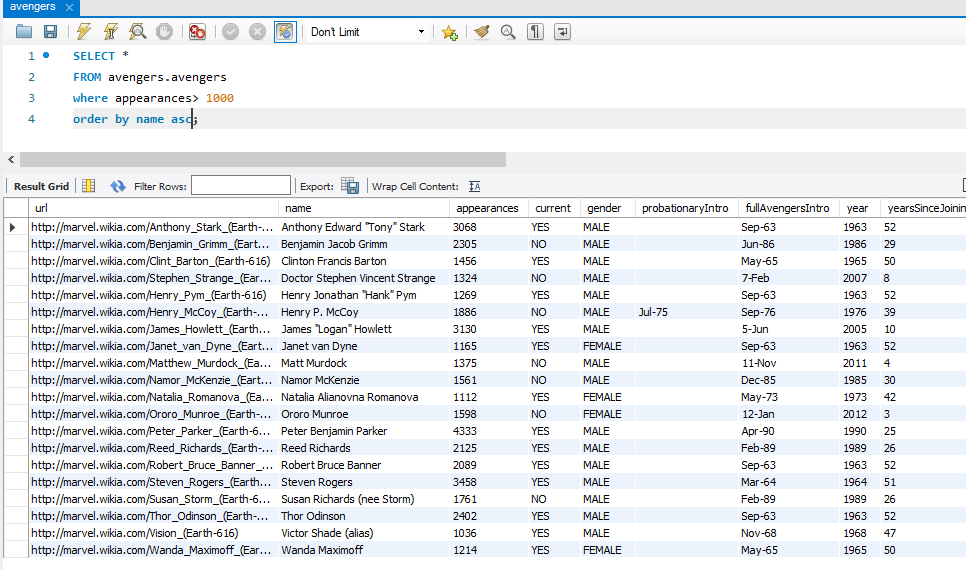 avengers
Don't Limit
1 SELECT *
2 FROM avengers.avengers
3 where appearances> 1000
4 order by name asc;
Result Grid Filter Rows: Export: Wrap Cell Content:
url name appearances current gender probationaryIntro fullAvengersIntro year yearsSinceJoinin
http://marvel.wikia.com/Anthony_Stark_(Earth-... Anthony Edward "Tony" Stark 3068 YES MALE Sep-63 1963 52
http://marvel.wikia.com/Benjamin_Grimm_(Eart... Benjamin Jacob Grimm 2305 NO MALE Jun-86 1986 29
http://marvel.wikia.com/Clint_Barton_(Earth-616) Clinton Francis Barton 1456 YES MALE May-65 1965 50
http://marvel.wikia.com/Stephen_Strange_(Ear... Doctor Stephen Vincent Strange 1324 NO MALE 7-Feb 2007 8
http://marvel.wikia.com/Henry_Pym_(Earth-616) Henry Jonathan "Hank" Pym 1269 YES MALE Sep-63 1963 52
http://marvel.wikia.com/Henry_McCoy_(Earth-... Henry P. McCoy 1886 NO MALE Jul-75 Sep-76 1976 39
http://marvel.wikia.com/James_Howlett_(Earth... James "Logan" Howlett 3130 YES MALE 5-Jun 2005 10
http://marvel.wikia.com/Janet_van_Dyne_(Eart... Janet van Dyne 1165 YES FEMALE Sep-63 1963 52
http://marvel.wikia.com/Matthew_Murdock_(Ea... Matt Murdock 1375 NO MALE 11-Nov 2011 4
http://marvel.wikia.com/Namor_McKenzie_(Eart... Namor McKenzie 1561 NO MALE Dec-85 1985 30
http://marvel.wikia.com/Natalia_Romanova_(Ear... Natalia Alianovna Romanova 1112 YES FEMALE May-73 1973 42
http://marvel.wikia.com/Ororo_Munroe_(Earth-... Ororo Munroe 1598 NO FEMALE 12-Jan 2012 3
http://marvel.wikia.com/Peter_Parker_(Earth-6... Peter Benjamin Parker 4333 YES MALE Apr-90 1990 25
http://marvel.wikia.com/Reed_Richards_(Earth-... Reed Richards 2125 YES MALE Feb-89 1989 26
http://marvel.wikia.com/Robert_Bruce_Banner_... Robert Bruce Banner 2089 YES MALE Sep-63 1963 52
http://marvel.wikia.com/Steven_Rogers_(Earth-... Steven Rogers 3458 YES MALE Mar-64 1964 51
http://marvel.wikia.com/Susan_Storm_(Earth-6... Susan Richards (nee Storm) 1761 NO MALE Feb-89 1989 26
http://marvel.wikia.com/Thor_Odinson_(Earth-... Thor Odinson 2402 YES MALE Sep-63 1963 52
http://marvel.wikia.com/Vision_(Earth-616) Victor Shade (alias) 1036 YES MALE Nov-68 1968 47
http://marvel.wikia.com/Wanda_Maximoff_(Ear... Wanda Maximoff 1214 YES FEMALE May-65 1965 50